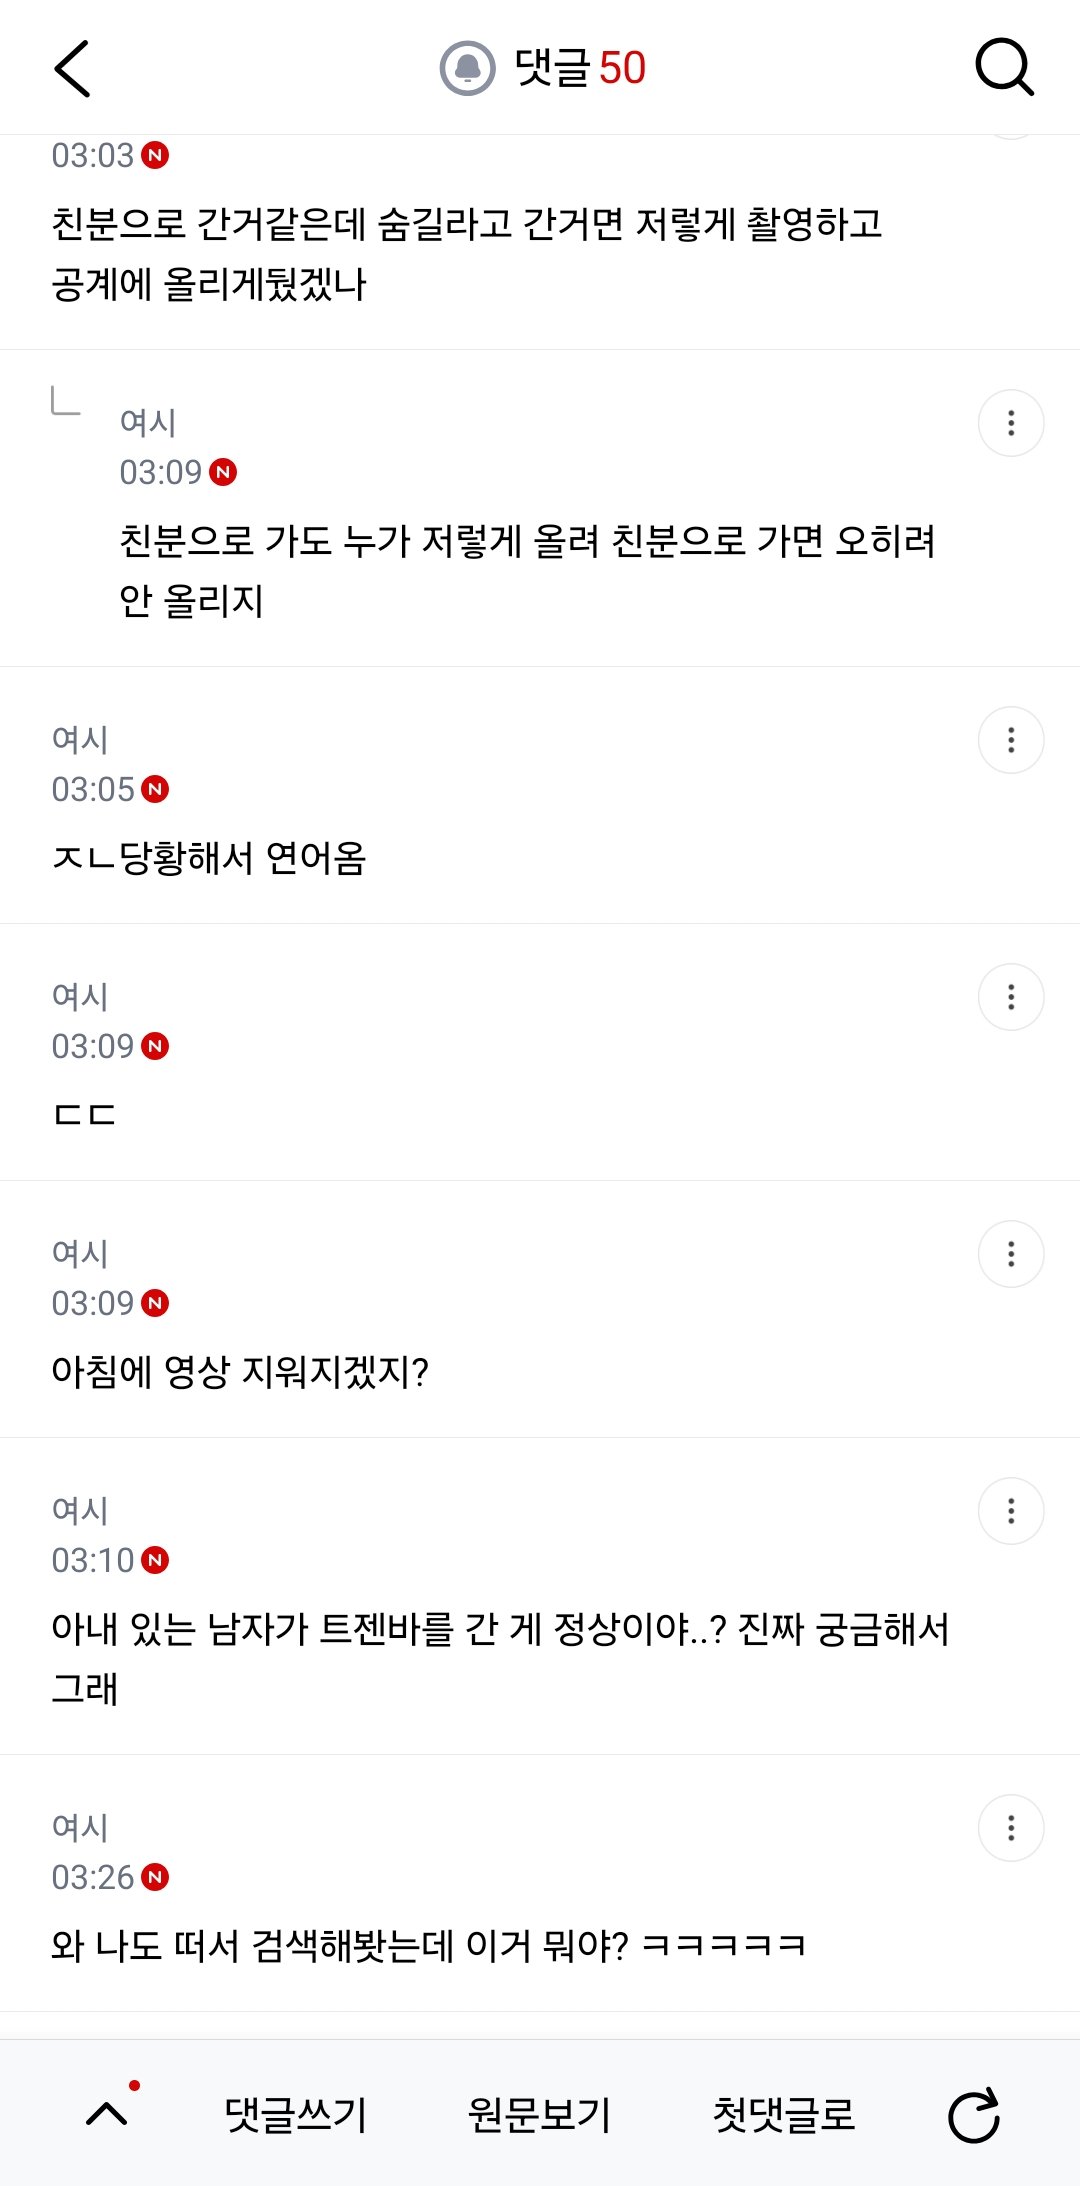 댓글 50
03:03 N
친분으로 간거같은데 숨길라고 간거면 저렇게 촬영하고
공계에 올리게뒀겠나
여시
03:09 N
친분으로 가도 누가 저렇게 올려 친분으로 가면 오히려
안 올리지
여시
03:05 N
ㅈㄴ당황해서 연어옴
여시
03:09 N
ㄷㄷ
여시
03:09 N
아침에 영상 지워지겠지?
여시
03:10 N
아내 있는 남자가 트젠바를 간 게 정상이야..? 진짜 궁금해서
그래
여시
03:26 N
와 나도 떠서 검색해봣는데 이거 뭐야? ㅋㅋㅋㅋㅋ
댓글쓰기 원문보기 첫댓글로